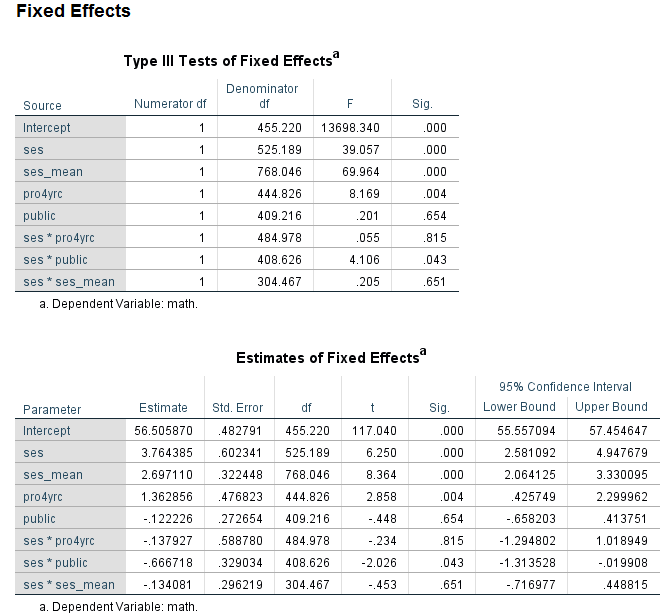 Fixed Effects
Type III Tests of Fixed Effectsa
Source Numerator df Denominator df F Sig.
Intercept 1 455.220 13698.340 .000
ses 1 525.189 39.057 .000
ses_mean 1 768.046 69.964 .000
pro4yrc 1 444.826 8.169 .004
public 1 409.216 .201 .654
ses * pro4yrc 1 484.978 .055 .815
ses * public 1 408.626 4.106 .043
ses * ses_mean 1 304.467 .205 .651
a. Dependent Variable: math.
Estimates of Fixed Effectsa
95% Confidence Interval
Parameter Estimate Std. Error df t Sig. Lower Bound Upper Bound
Intercept 56.505870 .482791 455.220 117.040 .000 55.557094 57.454647
ses 3.764385 .602341 525.189 6.250 .000 2.581092 4.947679
ses_mean 2.697110 .322448 768.046 8.364 .000 2.064125 3.330095
pro4yrc 1.362856 .476823 444.826 2.858 .004 .425749 2.299962
public -.122226 .272654 409.216 -.448 .654 -.658203 .413751
ses * pro4yrc -.137927 .588780 484.978 -.234 .815 -1.294802 1.018949
ses * public -.666718 .329034 408.626 -2.026 .043 -1.313528 -.019908
ses * ses_mean -.134081 .296219 304.467 -.453 .651 -.716977 .448815
a. Dependent Variable: math.